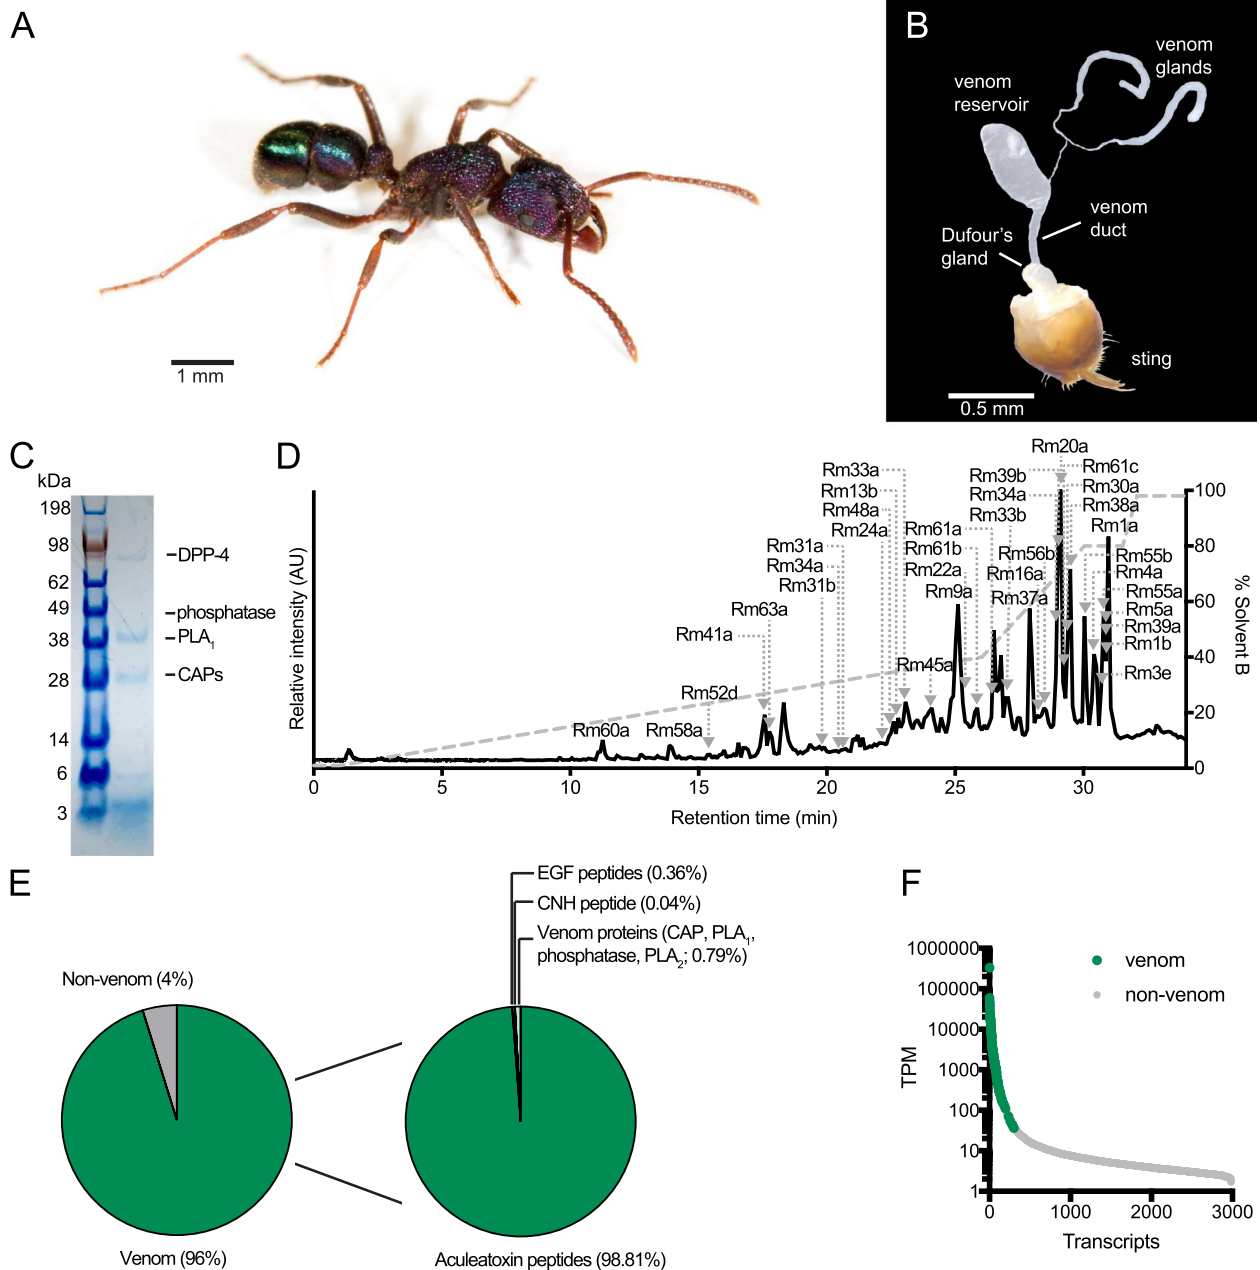 A
1 mm
B
venom
glands
venom
reservoir
venom
duct
Dufour's
gland
sting
0.5 mm
C
kDa
198
98
62
49
38
28
14
6
3
DPP-4
phosphatase
PLA1
CAPs
D
Relative intensity (AU)
Rm60a
Rm58a
Rm52d
Rm41a
Rm63a
Rm31b
Rm34a
Rm31a
Rm33a
Rm13b
Rm48a
Rm24a
Rm45a
Rm61a
Rm61b
Rm22a
Rm9a
Rm20a
Rm39b
Rm34a
Rm33b
Rm56b
Rm16a
Rm37a
Rm61c
Rm30a
Rm38a
Rm1a
Rm55b
Rm4a
Rm55a
Rm5a
Rm39a
Rm1b
Rm3e
100
80
60
40
20
0
% Solvent B
0 5 10 15 20 25 30
Retention time (min)
E
EGF peptides (0.36%)
CNH peptide (0.04%)
Venom proteins (CAP, PLA1,
phosphatase, PLA2; 0.79%)
Non-venom (4%)
Venom (96%)
Aculeatoxin peptides (98.81%)
F
TPM
1000000
100000
10000
1000
100
10
1
venom
non-venom
0 1000 2000 3000
Transcripts